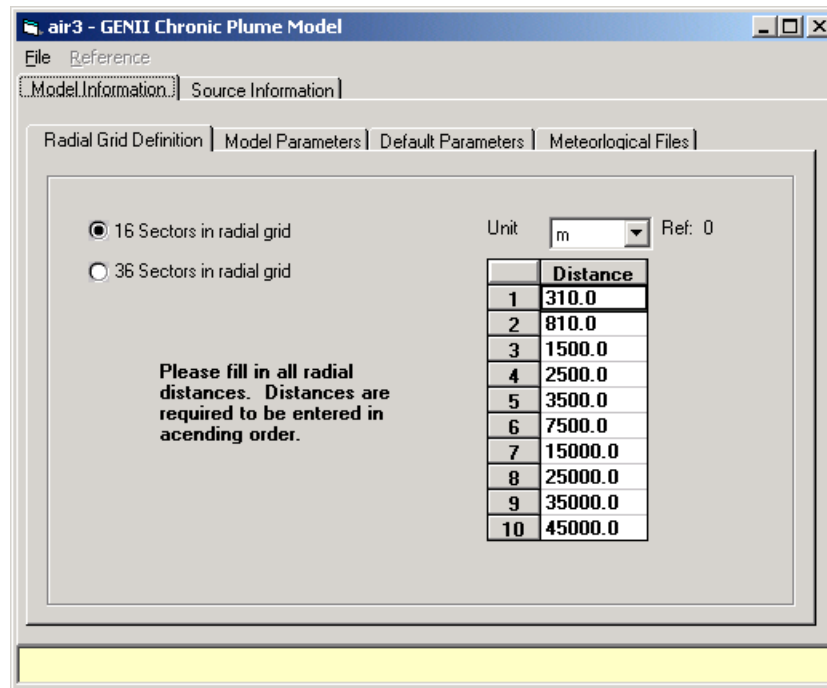 air3 - GENII Chronic Plume Model
File Reference
Model Information Source Information
Radial Grid Definition Model Parameters Default Parameters Meteorlogical Files
16 Sectors in radial grid
36 Sectors in radial grid
Please fill in all radial
distances. Distances are
required to be entered in
acending order.
Unit m Ref: 0
Distance
1 310.0
2 810.0
3 1500.0
4 2500.0
5 3500.0
6 7500.0
7 15000.0
8 25000.0
9 35000.0
10 45000.0